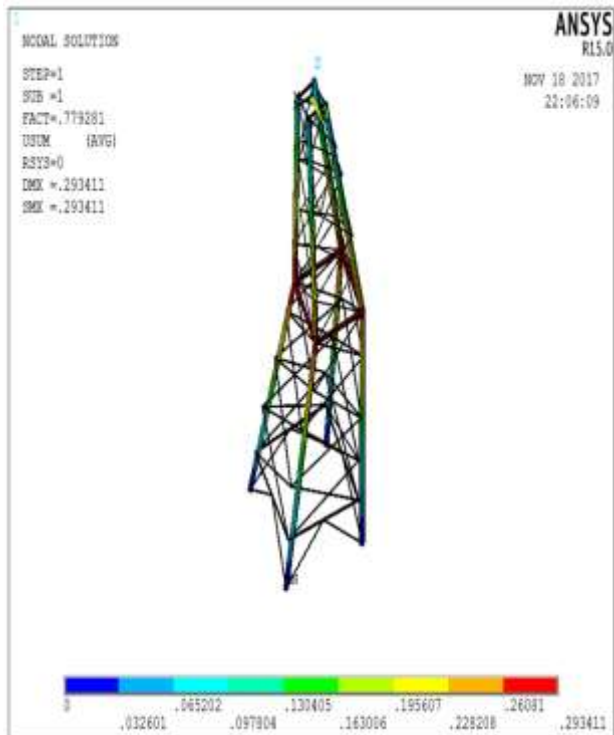 1
NODAL SOLUTION
STEP=1
SUB =1
FACT=.779281
USUM (AVG)
RSYS=0
DMX =.293411
SMX =.293411
ANSYS
R15.0
NOV 18 2017
22:06:09
0
.032601
.065202
.097804
.130405
.163006
.195607
.228208
.26081
.293411